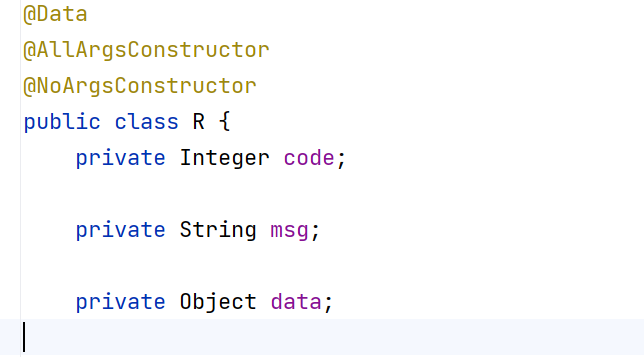 @Data
@AllArgsConstructor
@NoArgsConstructor
public class R {
    private Integer code;
    private String msg;
    private Object data;